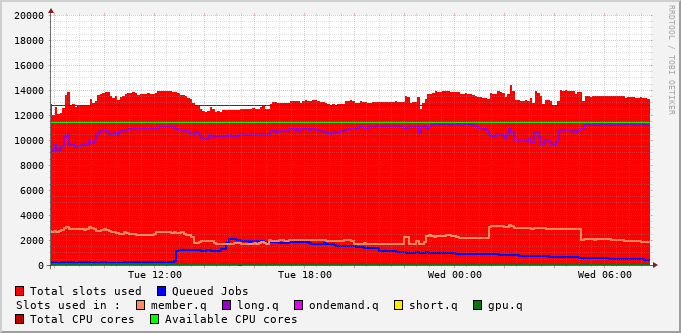 20000
18000
16000
14000
12000
10000
8000
6000
4000
2000
0
Tue 12:00 Tue 18:00 Wed 00:00 Wed 06:00
RRDTOOL / TOBI OETIKER
Total slots used Queued Jobs
Slots used in : member.q long.q ondemand.q short.q gpu.q
Total CPU cores Available CPU cores